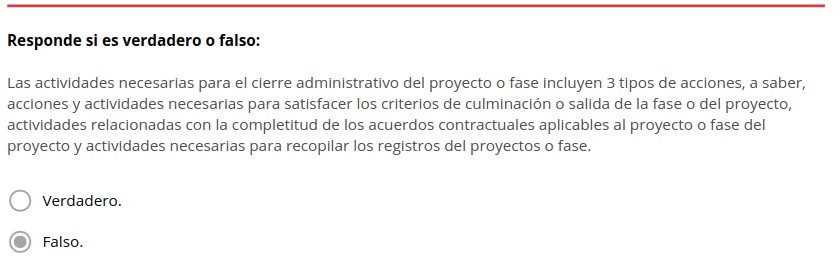 Responde si es verdadero o falso:
Las actividades necesarias para el cierre administrativo del proyecto o fase incluyen 3 tipos de acciones, a saber,
acciones y actividades necesarias para satisfacer los criterios de culminación o salida de la fase o del proyecto,
actividades relacionadas con la completitud de los acuerdos contractuales aplicables al proyecto o fase del
proyecto y actividades necesarias para recopilar los registros del proyectos o fase.
Verdadero.
Falso.